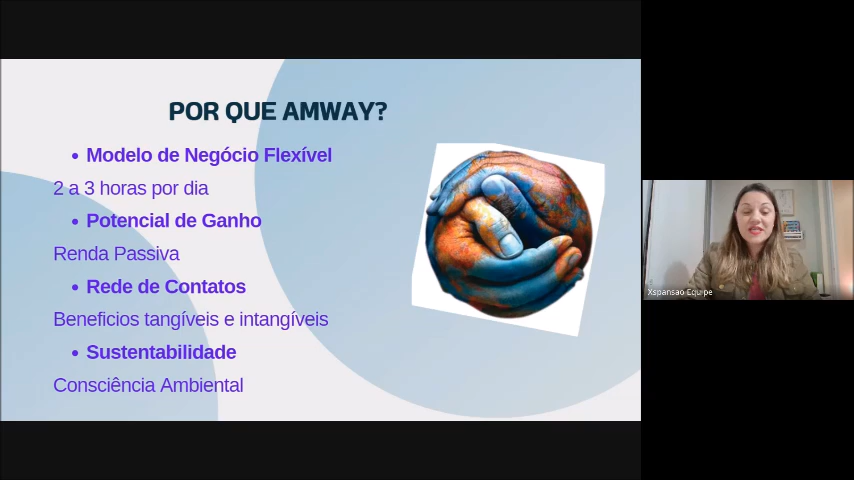 POR QUE AMWAY?
• Modelo de Negócio Flexível
2 a 3 horas por dia
• Potencial de Ganho
Renda Passiva
• Rede de Contatos
Beneficios tangíveis e intangíveis
• Sustentabilidade
Consciência Ambiental
Xspansao Equipe